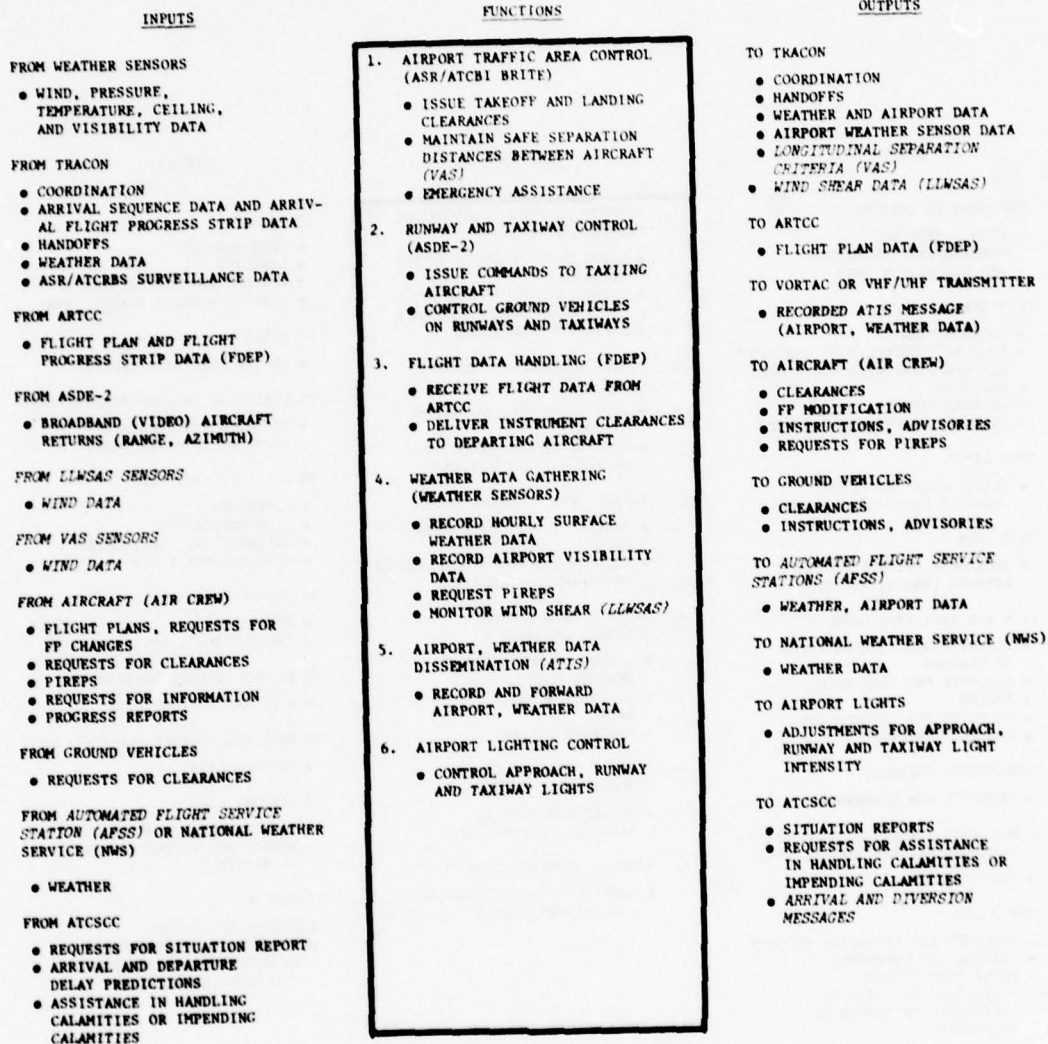 INPUTS
FROM WEATHER SENSORS
● WIND, PRESSURE,
TEMPERATURE, CEILING,
AND VISIBILITY DATA
FROM TRACON
● COORDINATION
● ARRIVAL SEQUENCE DATA AND ARRIV-
AL FLIGHT PROGRESS STRIP DATA
● HANDOFFS
● WEATHER DATA
● ASR/ATCRBS SURVEILLANCE DATA
FROM ARTCC
● FLIGHT PLAN AND FLIGHT
PROGRESS STRIP DATA (FDEP)
FROM ASDE-2
● BROADBAND (VIDEO) AIRCRAFT
RETURNS (RANGE, AZIMUTH)
FROM LLWSAS SENSORS
● WIND DATA
FROM VAS SENSORS
● WIND DATA
FROM AIRCRAFT (AIR CREW)
● FLIGHT PLANS, REQUESTS FOR
FP CHANGES
● REQUESTS FOR CLEARANCES
● PIREPS
● REQUESTS FOR INFORMATION
● PROGRESS REPORTS
FROM GROUND VEHICLES
● REQUESTS FOR CLEARANCES
FROM AUTOMATED FLIGHT SERVICE
STATION (AFSS) OR NATIONAL WEATHER
SERVICE (NWS)
● WEATHER
FROM ATCSCC
● REQUESTS FOR SITUATION REPORT
● ARRIVAL AND DEPARTURE
DELAY PREDICTIONS
● ASSISTANCE IN HANDLING
CALAMITIES OR IMPENDING
CALAMITIES
FUNCTIONS
1. AIRPORT TRAFFIC AREA CONTROL
(ASR/ATCBI BRITE)
● ISSUE TAKEOFF AND LANDING
CLEARANCES
● MAINTAIN SAFE SEPARATION
DISTANCES BETWEEN AIRCRAFT
(VAS)
● EMERGENCY ASSISTANCE
2. RUNWAY AND TAXIWAY CONTROL
(ASDE-2)
● ISSUE COMMANDS TO TAXIING
AIRCRAFT
● CONTROL GROUND VEHICLES
ON RUNWAYS AND TAXIWAYS
3. FLIGHT DATA HANDLING (FDEP)
● RECEIVE FLIGHT DATA FROM
ARTCC
● DELIVER INSTRUMENT CLEARANCES
TO DEPARTING AIRCRAFT
4. WEATHER DATA GATHERING
(WEATHER SENSORS)
● RECORD HOURLY SURFACE
WEATHER DATA
● RECORD AIRPORT VISIBILITY
DATA
● REQUEST PIREPS
● MONITOR WIND SHEAR (LLWSAS)
5. AIRPORT, WEATHER DATA
DISSEMINATION (ATIS)
● RECORD AND FORWARD
AIRPORT, WEATHER DATA
6. AIRPORT LIGHTING CONTROL
● CONTROL APPROACH, RUNWAY
AND TAXIWAY LIGHTS
OUTPUTS
TO TRACON
● COORDINATION
● HANDOFFS
● WEATHER AND AIRPORT DATA
● AIRPORT WEATHER SENSOR DATA
● LONGITUDINAL SEPARATION
CRITERIA (VAS)
● WIND SHEAR DATA (LLWSAS)
TO ARTCC
● FLIGHT PLAN DATA (FDEP)
TO VORTAC OR VHF/UHF TRANSMITTER
● RECORDED ATIS MESSAGE
(AIRPORT, WEATHER DATA)
TO AIRCRAFT (AIR CREW)
● CLEARANCES
● FP MODIFICATION
● INSTRUCTIONS, ADVISORIES
● REQUESTS FOR PIREPS
TO GROUND VEHICLES
● CLEARANCES
● INSTRUCTIONS, ADVISORIES
TO AUTOMATED FLIGHT SERVICE
STATIONS (AFSS)
● WEATHER, AIRPORT DATA
TO NATIONAL WEATHER SERVICE (NWS)
● WEATHER DATA
TO AIRPORT LIGHTS
● ADJUSTMENTS FOR APPROACH,
RUNWAY AND TAXIWAY LIGHT
INTENSITY
TO ATCSCC
● SITUATION REPORTS
● REQUESTS FOR ASSISTANCE
IN HANDLING CALAMITIES OR
IMPENDING CALAMITIES
● ARRIVAL AND DIVERSION
MESSAGES